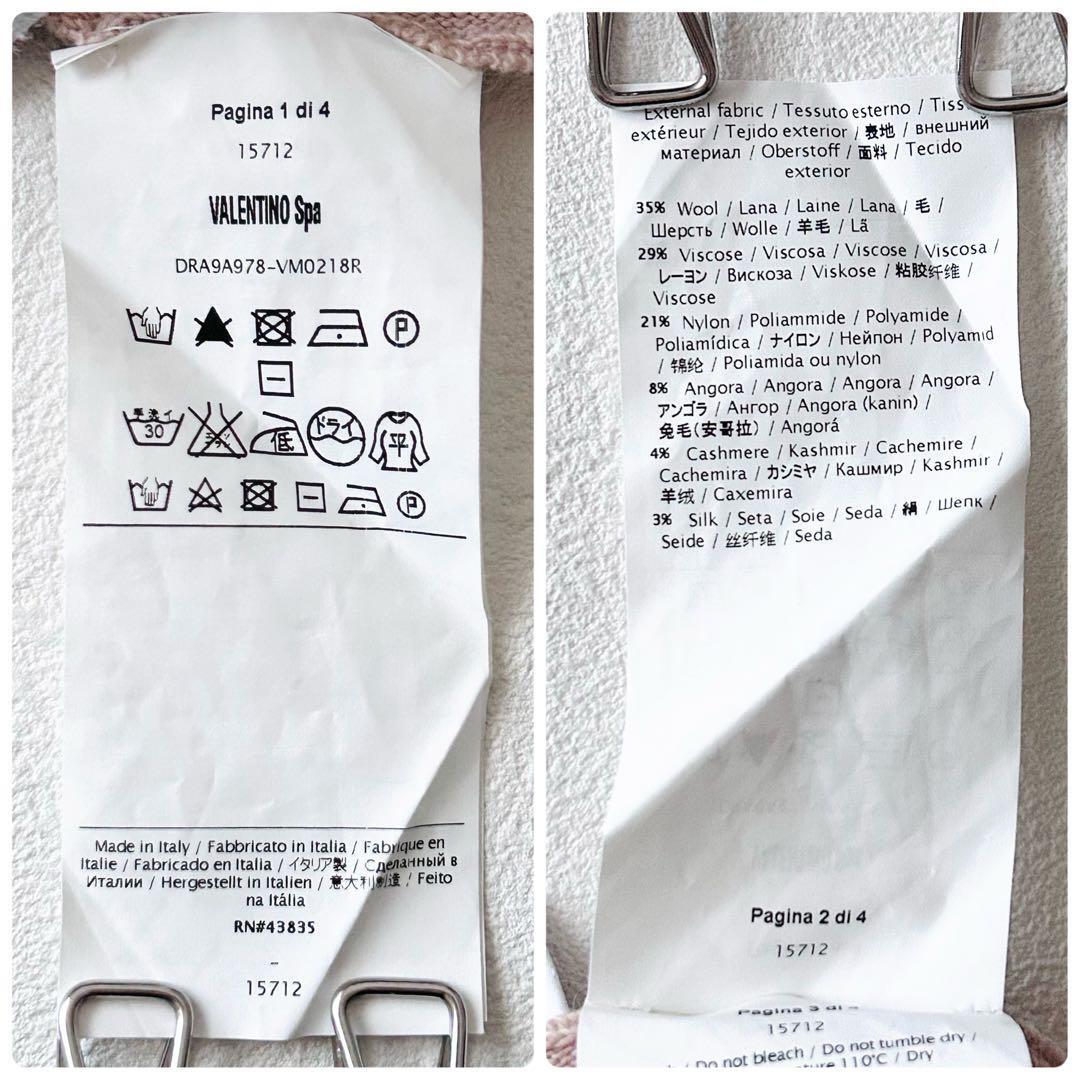 Pagina 1 di 4
15712
VALENTINO Spa
DRA9A978-VM0218R
P
手洗イ
30
低
ドライ
平
P
Made in Italy / Fabbricato in Italia / Fabrique en
Italie / Fabricado en Italia / イタリア製 / Сделанный в
Италии / Hergestellt in Italien / 意大利制造 / Feito
na Itália
RN#43835
-
15712
External fabric / Tessuto esterno / Tiss
extérieur / Tejido exterior / 表地 / внешний
материал / Oberstoff / 面料 / Tecido
exterior
35% Wool / Lana / Laine / Lana / 毛 /
Шерсть / Wolle / 羊毛 / Lã
29% Viscose / Viscosa / Viscose / Viscosa /
レーヨン / Вискоза / Viskose / 粘胶纤维 /
Viscose
21% Nylon / Poliammide / Polyamide /
Poliamídica / ナイロン / Нейпон / Polyamid
/ 锦纶 / Poliamida ou nylon
8% Angora / Angora / Angora / Angora /
アンゴラ / Ангор / Angora (kanin) /
兔毛(安哥拉) / Angorá
4% Cashmere / Kashmir / Cachemire /
Cachemira / カシミヤ / Кашмир / Kashmir /
羊绒 / Caxemira
3% Silk / Seta / Soie / Seda / 絹 / Шепк /
Seide / 丝纤维 / Seda
Pagina 2 di 4
15712
Pagina 3 di 4
15712
/ Do not bleach / Do not tumble dry /
110°C / Dry